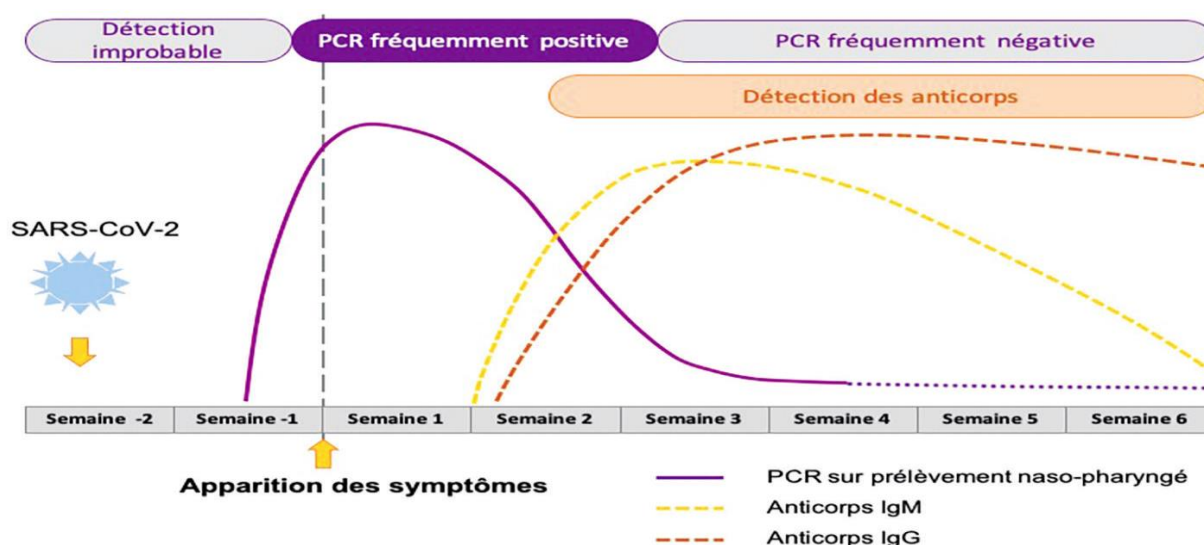 Détection
improbable
PCR fréquemment positive
PCR fréquemment négative
Détection des anticorps
SARS-CoV-2
Semaine -2
Semaine -1
Semaine 1
Semaine 2
Semaine 3
Semaine 4
Semaine 5
Semaine 6
Apparition des symptômes
PCR sur prélèvement naso-pharyngé
Anticorps IgM
Anticorps IgG